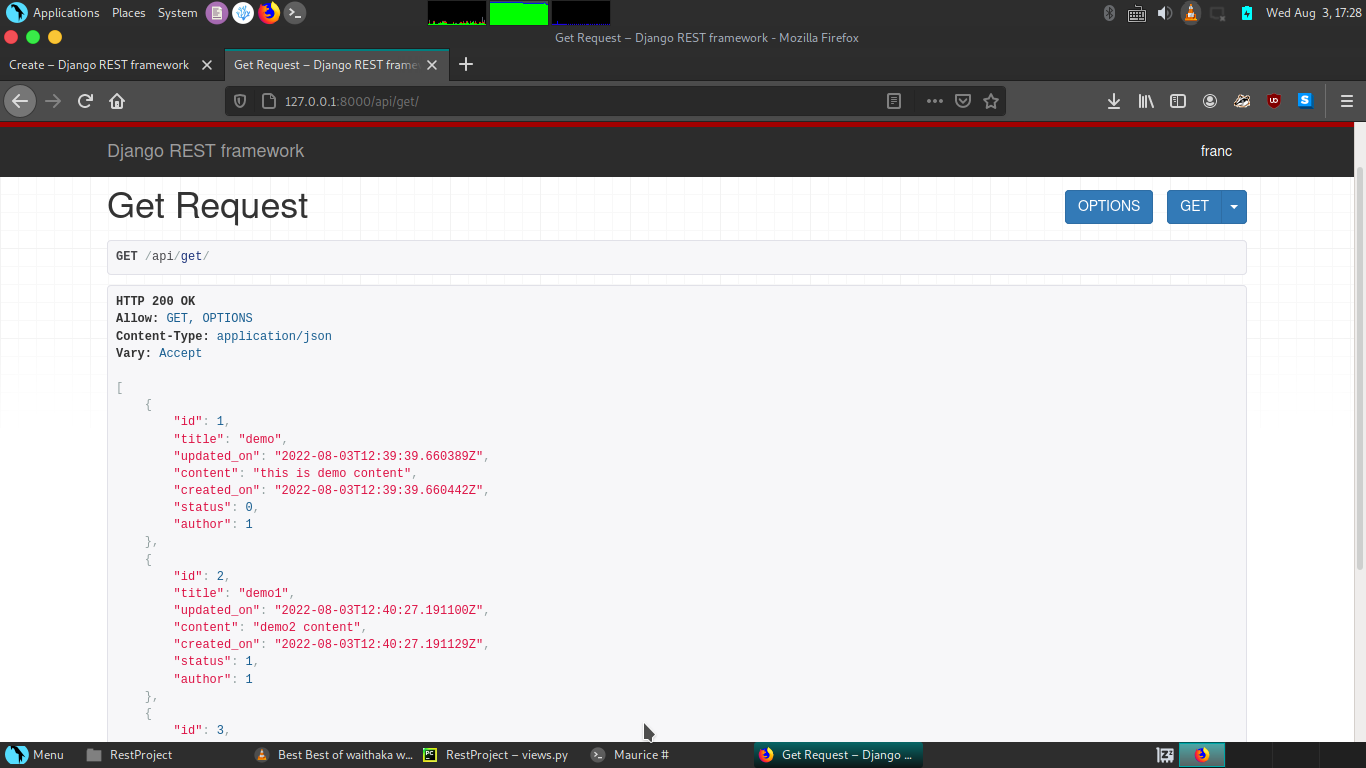 Applications Places System Wed Aug 3, 17:28
Get Request – Django REST framework - Mozilla Firefox
Create – Django REST framework Get Request – Django REST frame
127.0.0.1:8000/api/get/
Django REST framework franc
Get Request OPTIONS GET
GET /api/get/
HTTP 200 OK
Allow: GET, OPTIONS
Content-Type: application/json
Vary: Accept
[
{
"id": 1,
"title": "demo",
"updated_on": "2022-08-03T12:39:39.660389Z",
"content": "this is demo content",
"created_on": "2022-08-03T12:39:39.660442Z",
"status": 0,
"author": 1
},
{
"id": 2,
"title": "demo1",
"updated_on": "2022-08-03T12:40:27.191100Z",
"content": "demo2 content",
"created_on": "2022-08-03T12:40:27.191129Z",
"status": 1,
"author": 1
},
{
"id": 3,
Menu RestProject Best Best of waithaka w... RestProject – views.py Maurice # Get Request – Django ...